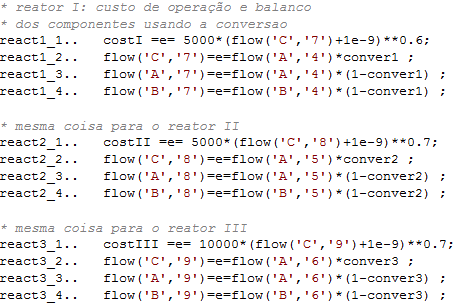 * reator I: custo de operação e balanco
* dos componentes usando a conversao
react1_1.. costI =e= 5000*(flow('C','7')+1e-9)**0.6;
react1_2.. flow('C','7')=e=flow('A','4')*conver1 ;
react1_3.. flow('A','7')=e=flow('A','4')*(1-conver1) ;
react1_4.. flow('B','7')=e=flow('B','4')*(1-conver1) ;
* mesma coisa para o reator II
react2_1.. costII =e= 5000*(flow('C','8')+1e-9)**0.7;
react2_2.. flow('C','8')=e=flow('A','5')*conver2 ;
react2_3.. flow('A','8')=e=flow('A','5')*(1-conver2) ;
react2_4.. flow('B','8')=e=flow('B','5')*(1-conver2) ;
* mesma coisa para o reator III
react3_1.. costIII =e= 10000*(flow('C','9')+1e-9)**0.7;
react3_2.. flow('C','9')=e=flow('A','6')*conver3 ;
react3_3.. flow('A','9')=e=flow('A','6')*(1-conver3) ;
react3_4.. flow('B','9')=e=flow('B','6')*(1-conver3) ;